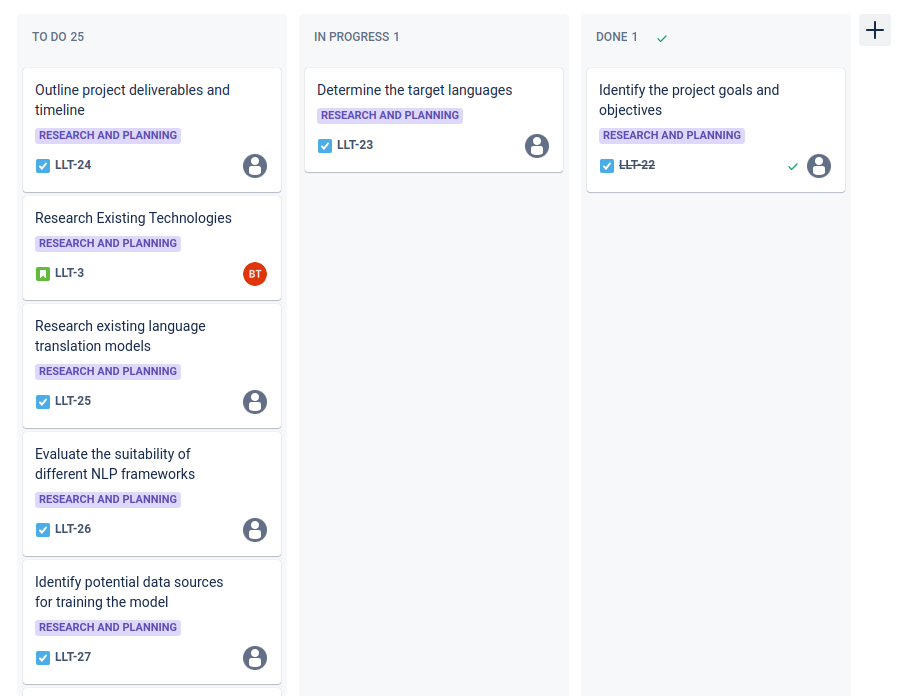 TO DO 25
Outline project deliverables and
timeline
RESEARCH AND PLANNING
LLT-24
Research Existing Technologies
RESEARCH AND PLANNING
LLT-3
BT
Research existing language
translation models
RESEARCH AND PLANNING
LLT-25
Evaluate the suitability of
different NLP frameworks
RESEARCH AND PLANNING
LLT-26
Identify potential data sources
for training the model
RESEARCH AND PLANNING
LLT-27
IN PROGRESS 1
Determine the target languages
RESEARCH AND PLANNING
LLT-23
DONE 1
Identify the project goals and
objectives
RESEARCH AND PLANNING
LLT-22